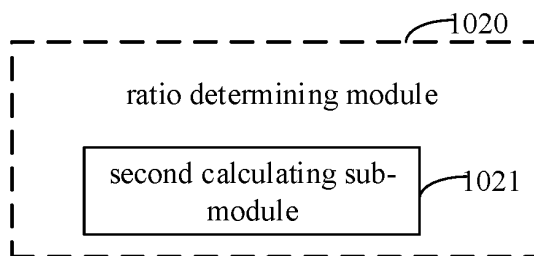 1020
ratio determining module
second calculating sub-
module
1021